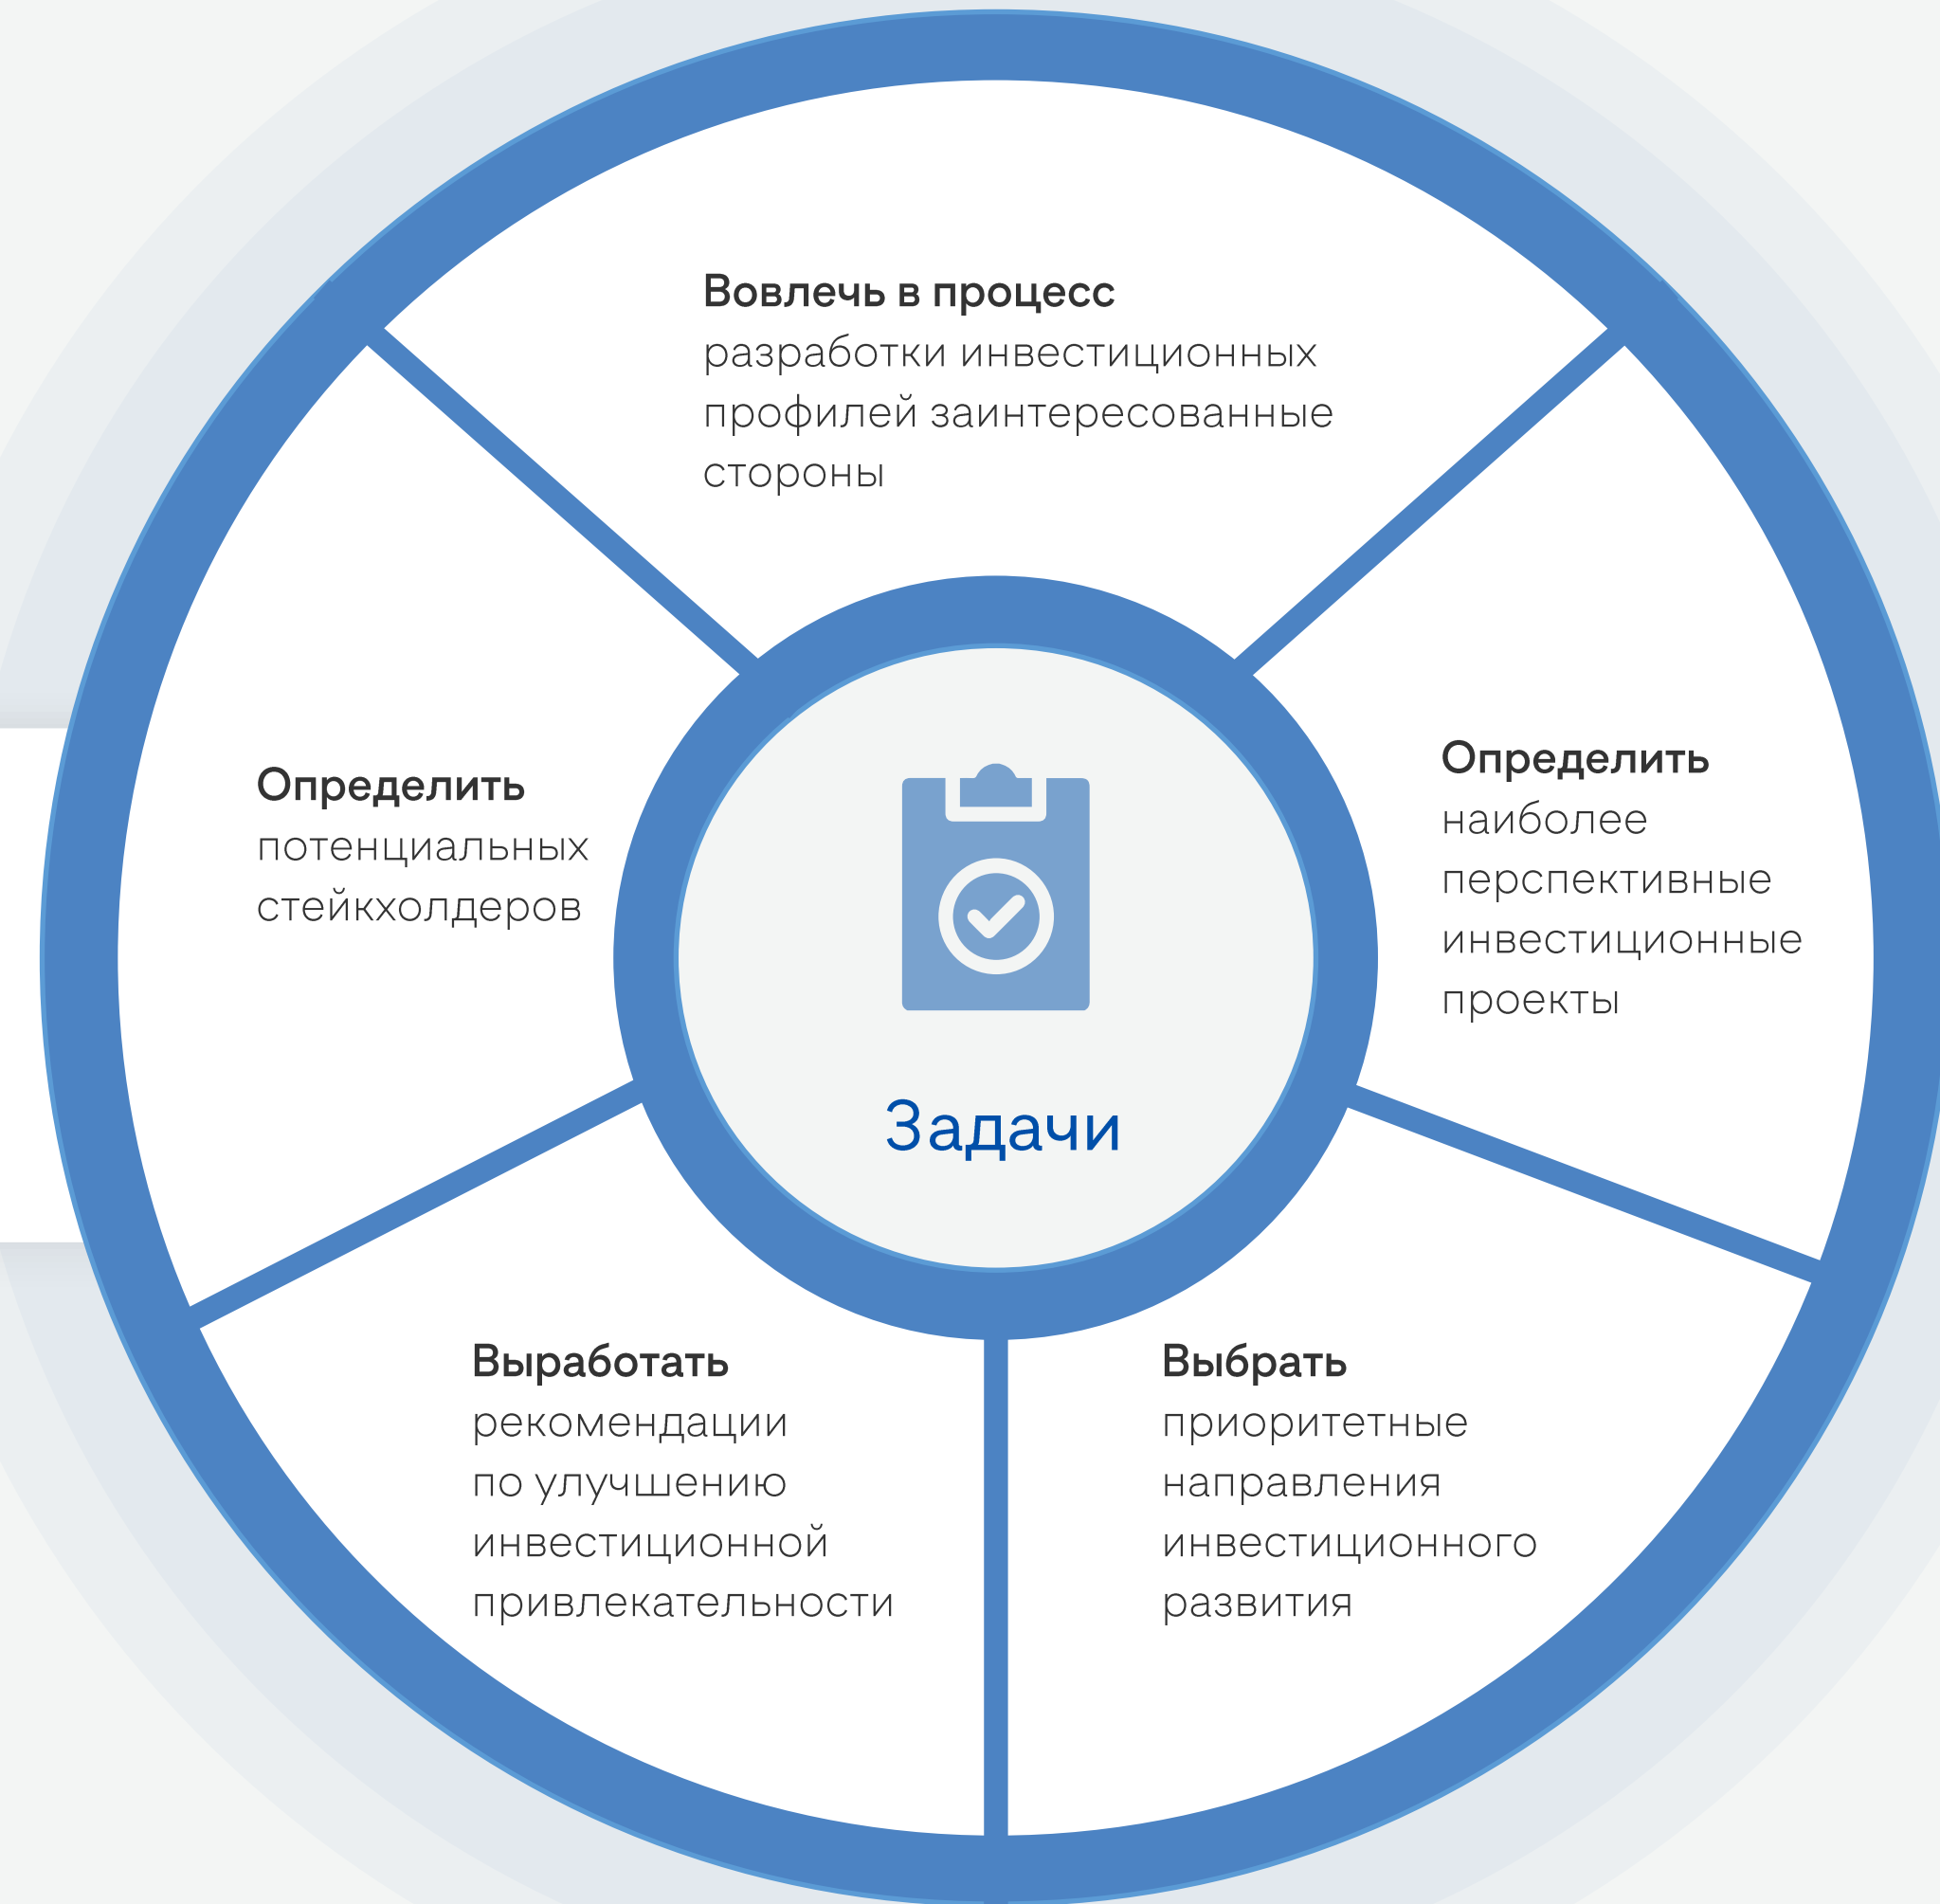 Вовлечь в процесс
разработки инвестиционных
профилей заинтересованные
стороны
Определить
потенциальных
стейкхолдеров
Определить
наиболее
перспективные
инвестиционные
проекты
Задачи
Выработать
рекомендации
по улучшению
инвестиционной
привлекательности
Выбрать
приоритетные
направления
инвестиционного
развития